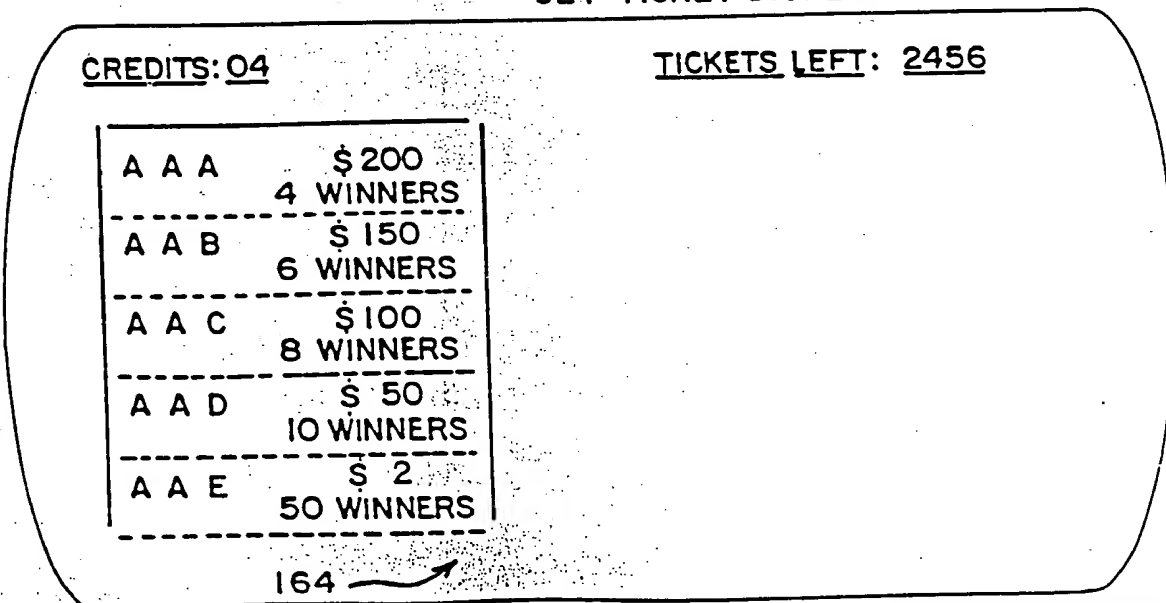 CREDITS: 04 TICKETS LEFT: 2456
A A A $ 200
4 WINNERS
A A B $ 150
6 WINNERS
A A C $ 100
8 WINNERS
A A D $ 50
10 WINNERS
A A E $ 2
50 WINNERS
164